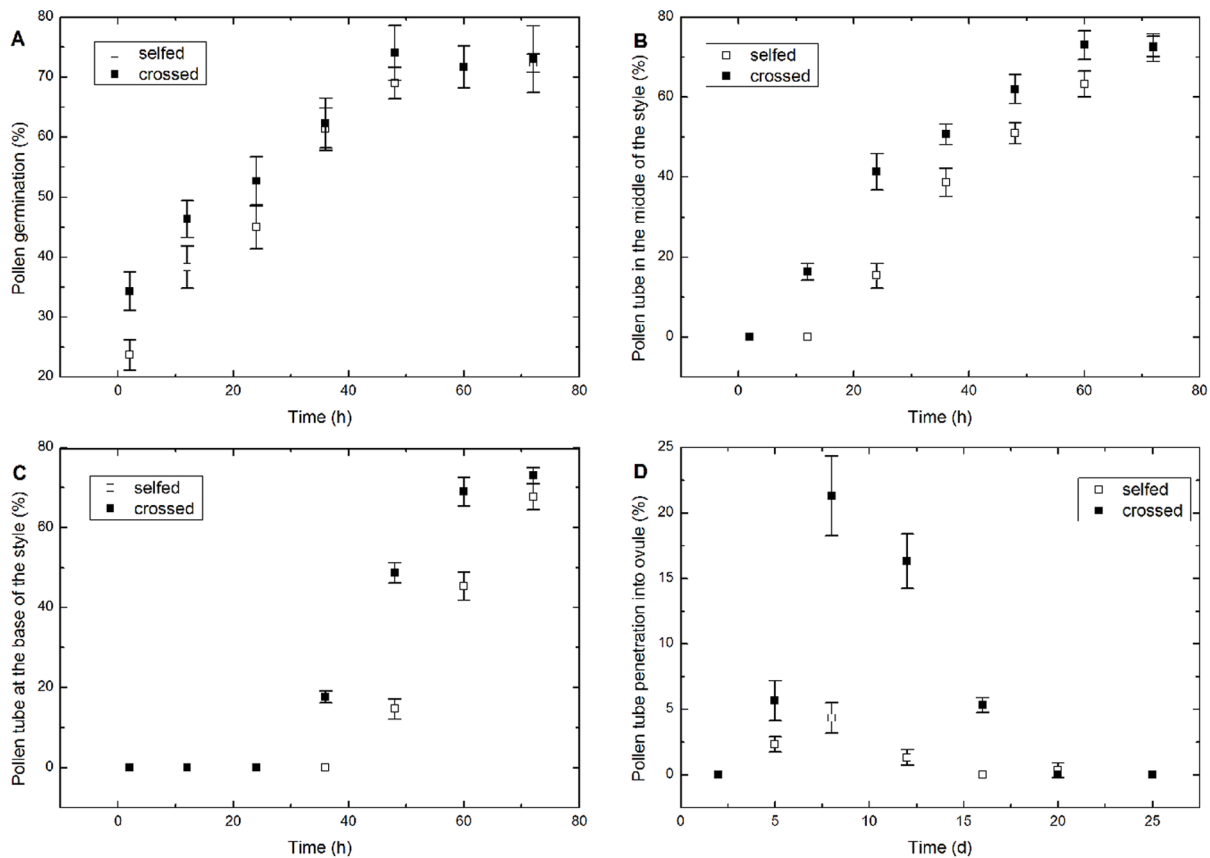 A
selfed
crossed
Pollen germination (%)
80
70
60
50
40
30
20
0
20
40
60
80
Time (h)
B
selfed
crossed
Pollen tube in the middle of the style (%)
80
60
40
20
0
0
20
40
60
80
Time (h)
C
selfed
crossed
Pollen tube at the base of the style (%)
80
60
40
20
0
0
20
40
60
80
Time (h)
D
selfed
crossed
Pollen tube penetration into ovule (%)
25
20
15
10
5
0
0
5
10
15
20
25
Time (d)